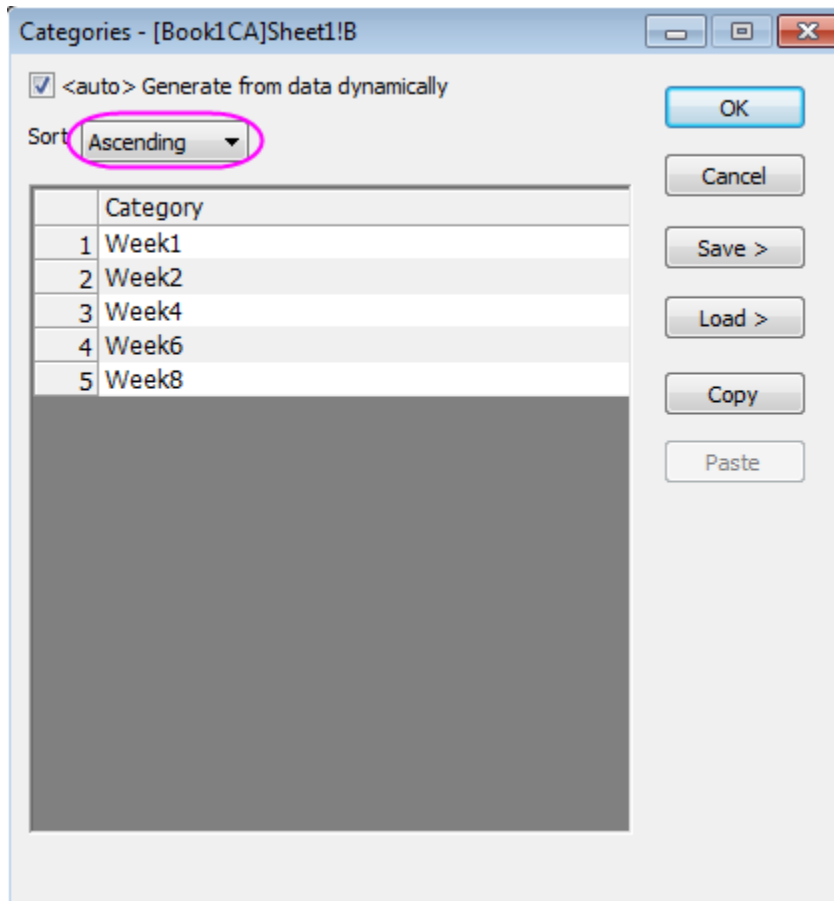 Categories - [Book1CA]Sheet1!B
<auto> Generate from data dynamically
Sort Ascending
Category
1 Week1
2 Week2
3 Week4
4 Week6
5 Week8
OK
Cancel
Save >
Load >
Copy
Paste